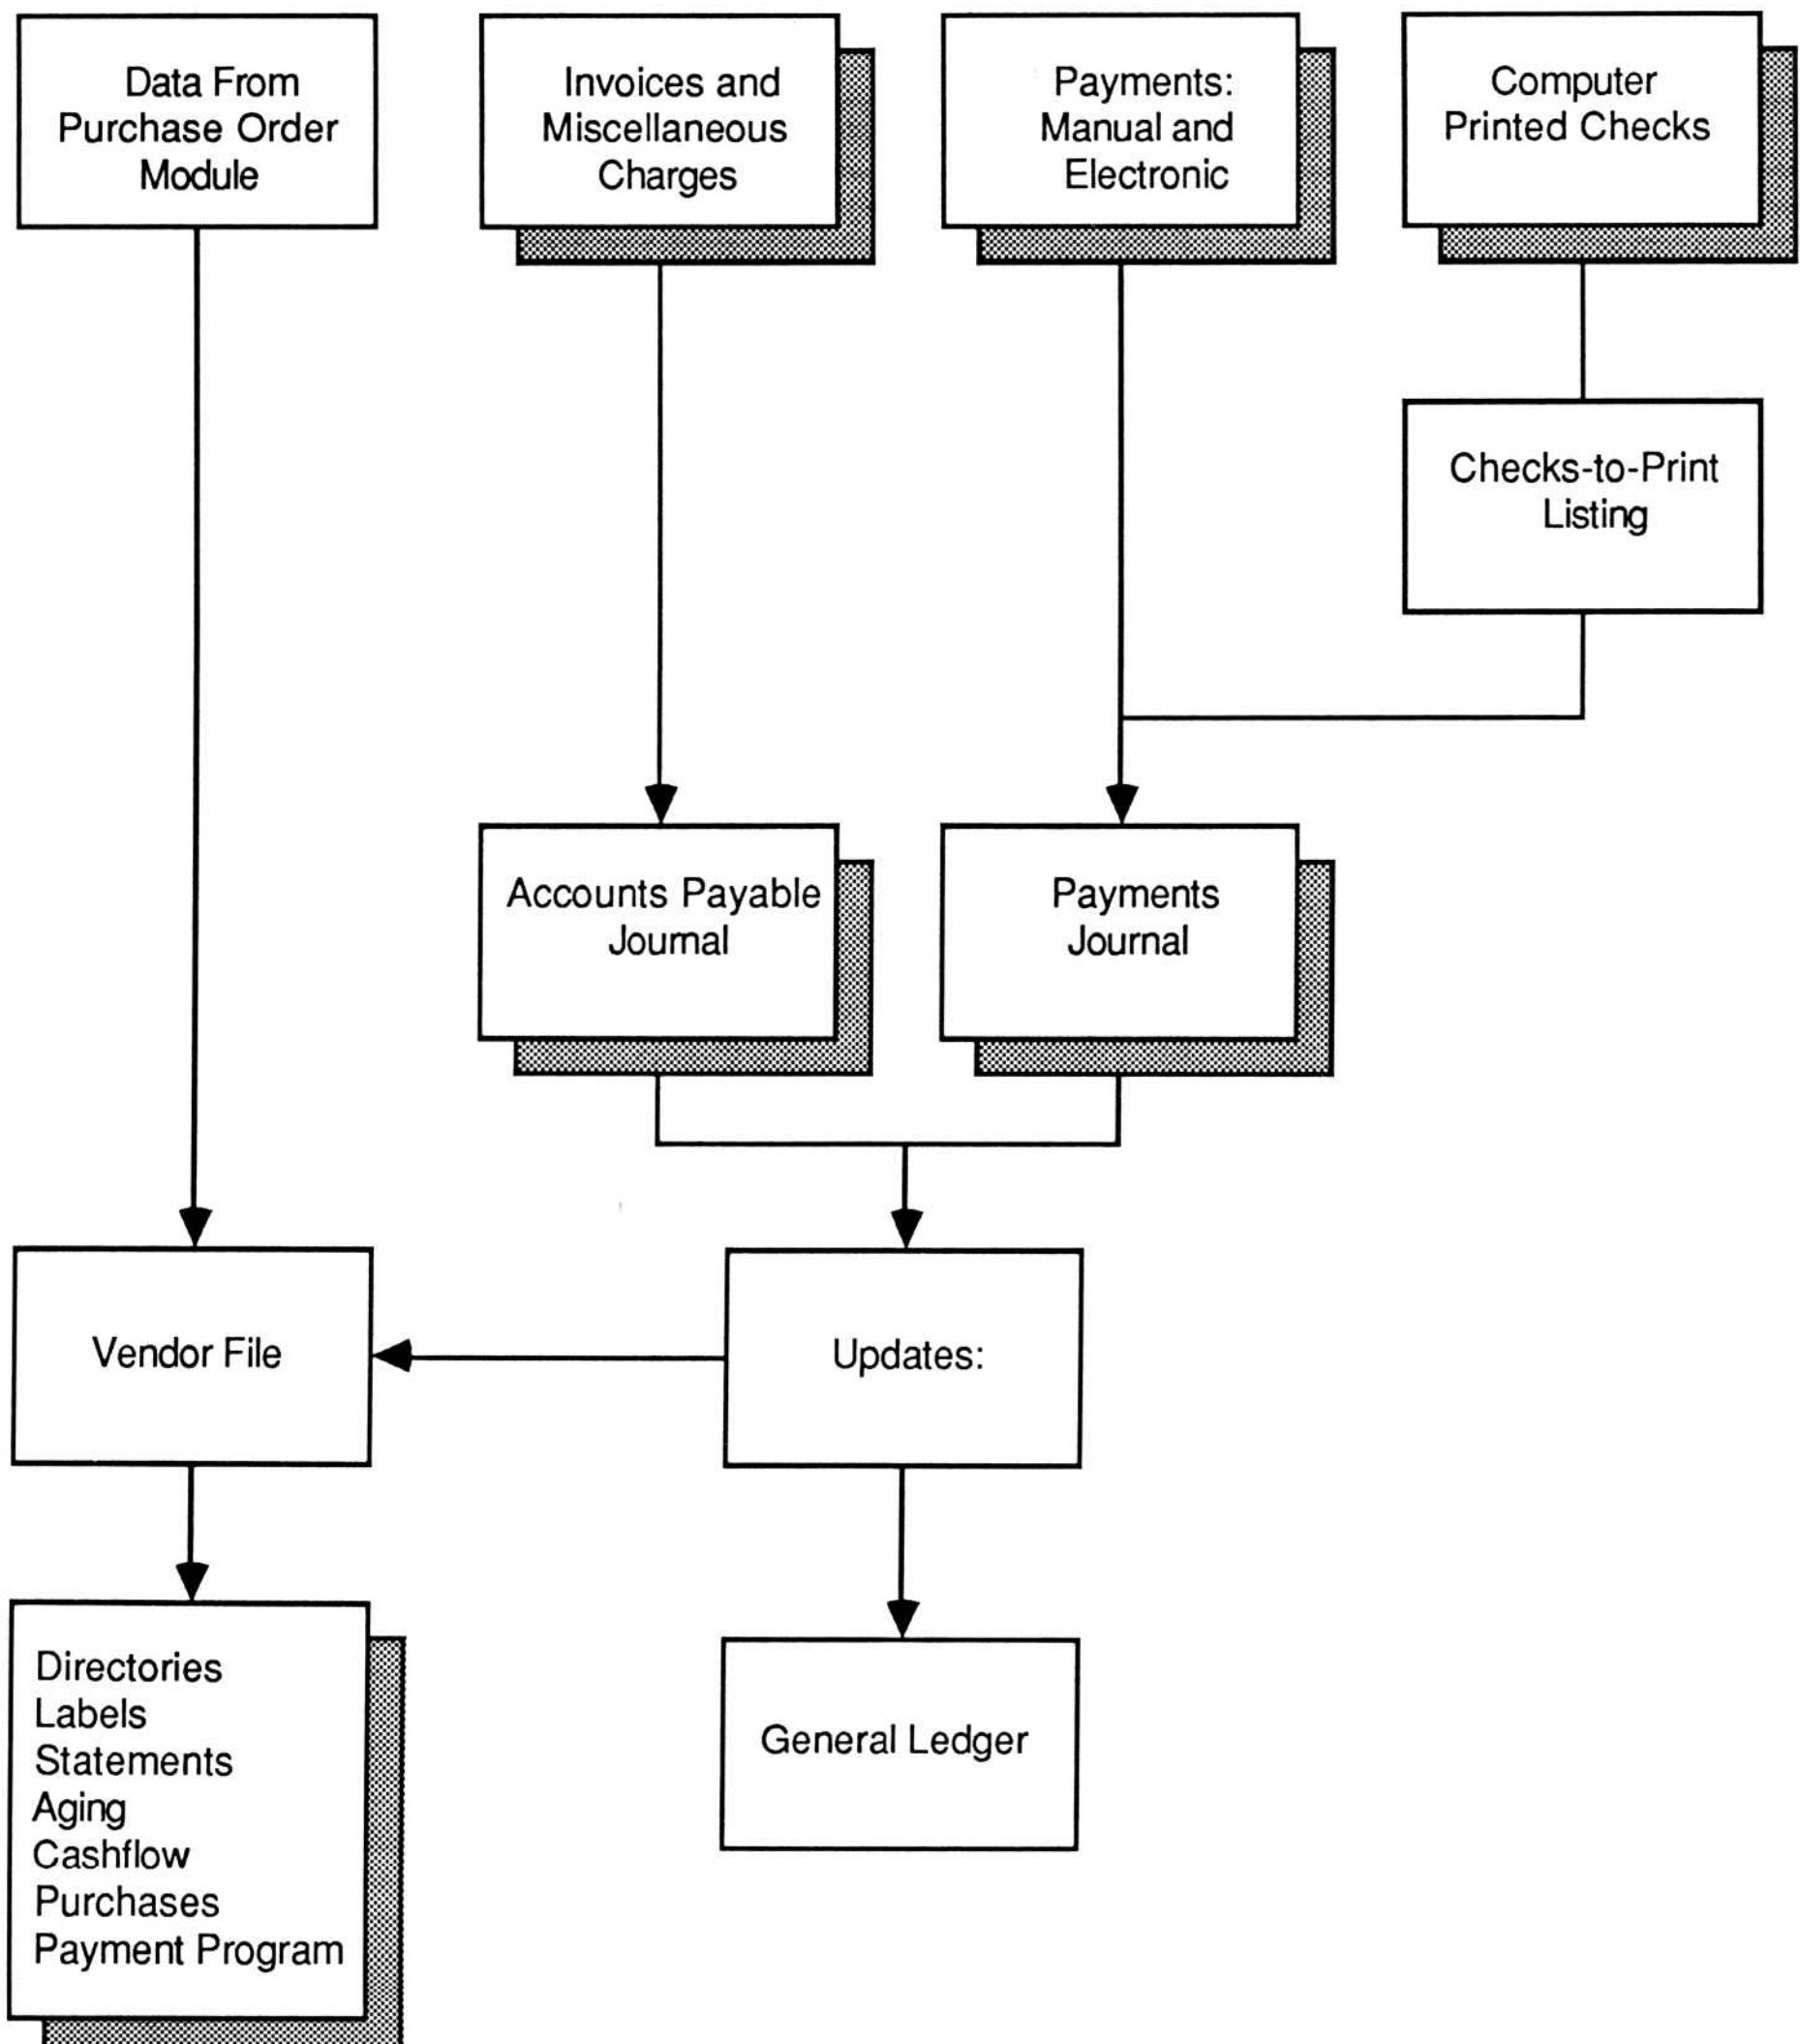 Data From
Purchase Order
Module
Invoices and
Miscellaneous
Charges
Payments:
Manual and
Electronic
Computer
Printed Checks
Checks-to-Print
Listing
Accounts Payable
Journal
Payments
Journal
Vendor File
Updates:
Directories
Labels
Statements
Aging
Cashflow
Purchases
Payment Program
General Ledger